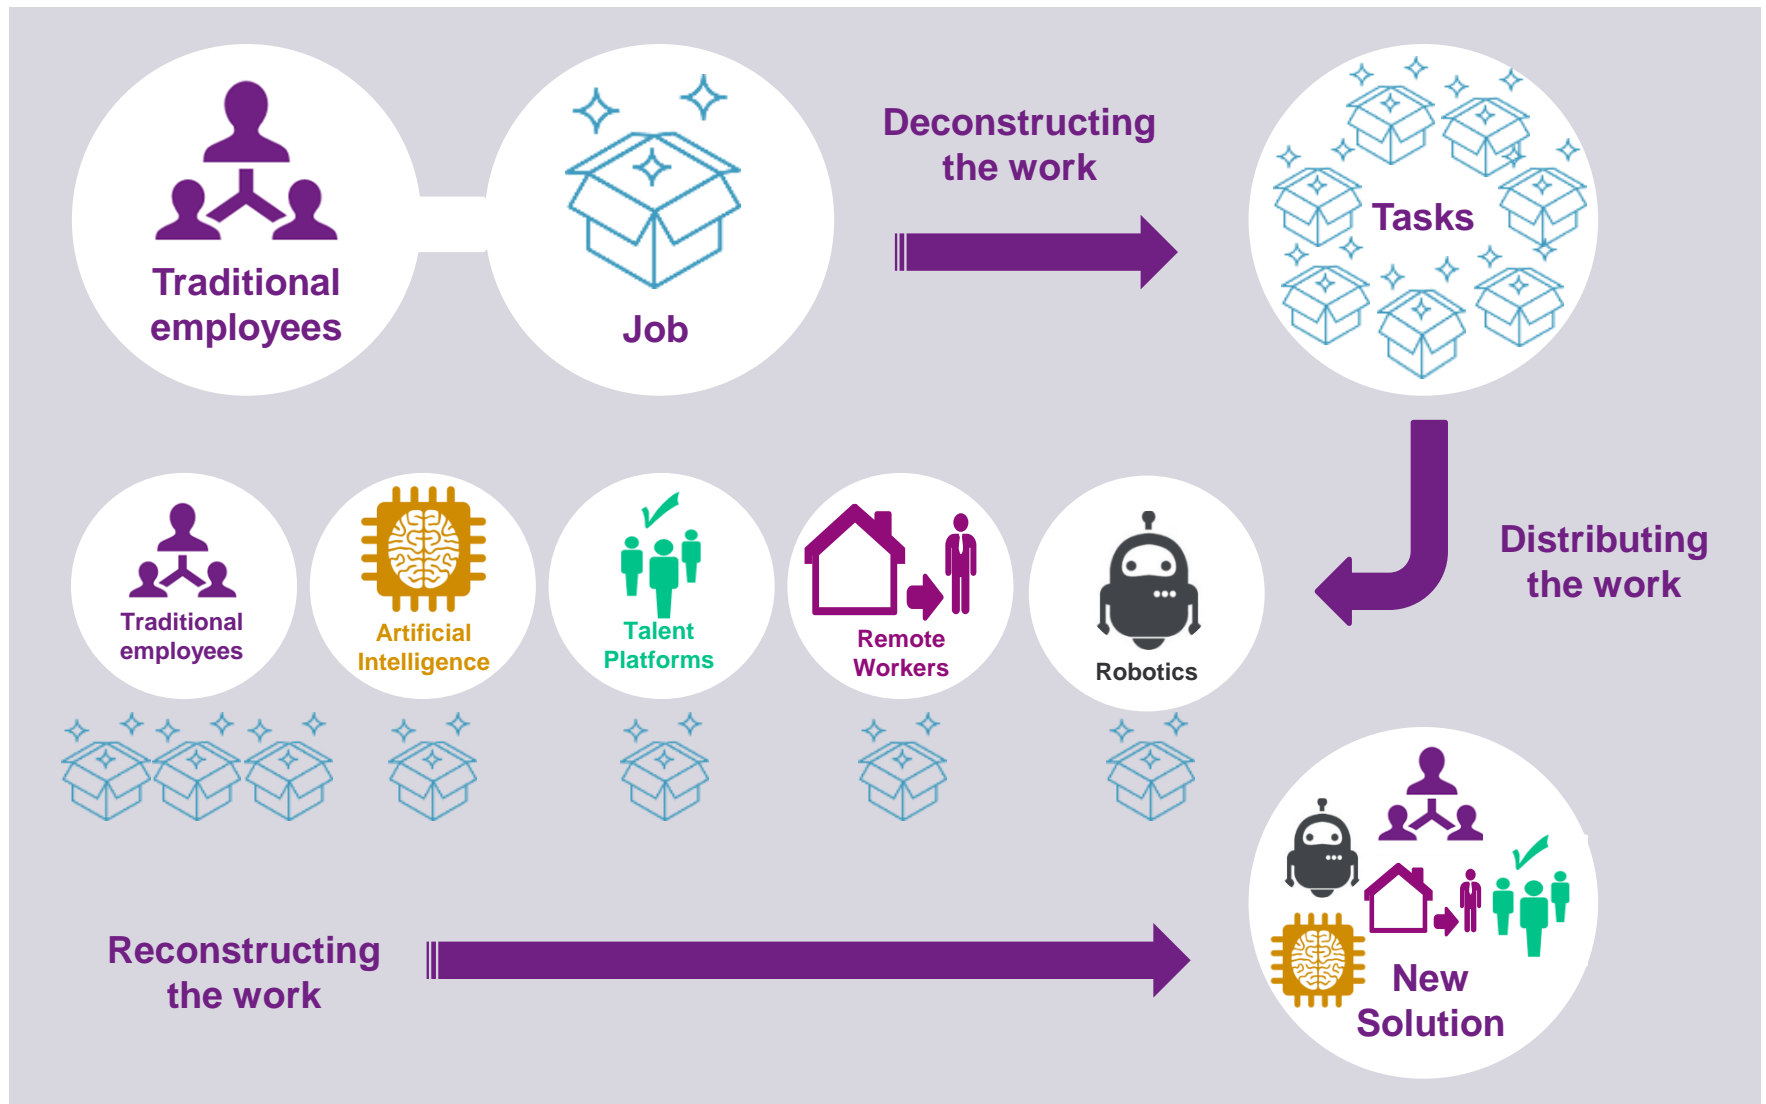 Traditional
employees
Job
Deconstructing
the work
Tasks
Distributing
the work
Traditional
employees
Artificial
Intelligence
Talent
Platforms
Remote
Workers
Robotics
Reconstructing
the work
New
Solution